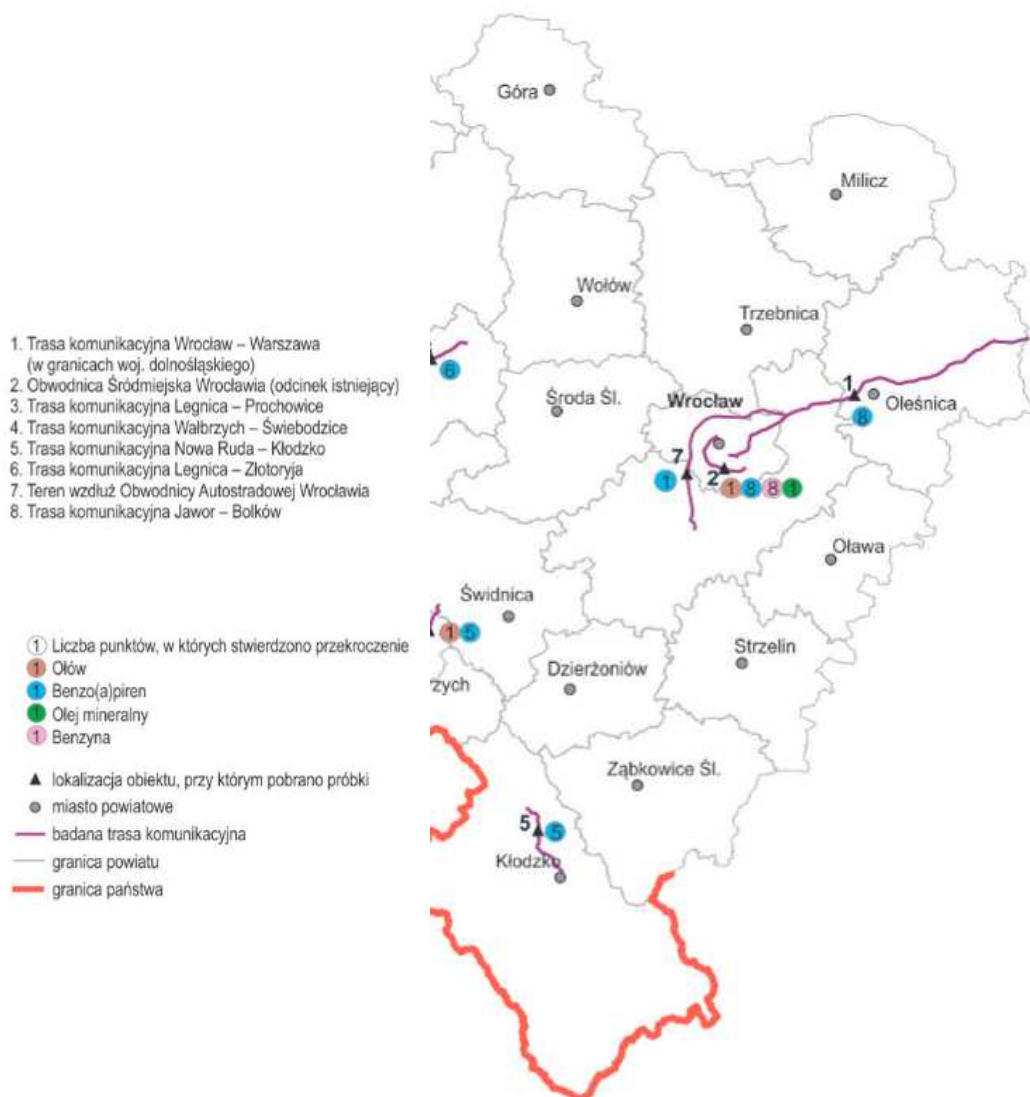 1. Trasa komunikacyjna Wrocław – Warszawa
(w granicach woj. dolnośląskiego)
2. Obwodnica Śródmiejska Wrocławia (odcinek istniejący)
3. Trasa komunikacyjna Legnica – Prochowice
4. Trasa komunikacyjna Wałbrzych – Świebodzice
5. Trasa komunikacyjna Nowa Ruda – Kłodzko
6. Trasa komunikacyjna Legnica – Złotoryja
7. Teren wzdłuż Obwodnicy Autostradowej Wrocławia
8. Trasa komunikacyjna Jawor – Bolków
1 Liczba punktów, w których stwierdzono przekroczenie
1 Ołów
1 Benzo(a)piren
1 Olej mineralny
1 Benzyna
lokalizacja obiektu, przy którym pobrano próbki
miasto powiatowe
badana trasa komunikacyjna
granica powiatu
granica państwa
Góra
Milicz
Wołów
Trzebnica
6
Środa Śl.
Wrocław
1
Oleśnica
8
7
1
2
1 8 8 1
Oława
Świdnica
1 5
Strzelin
rzych
Dzierżoniów
Ząbkowice Śl.
5 5
Kłodzko